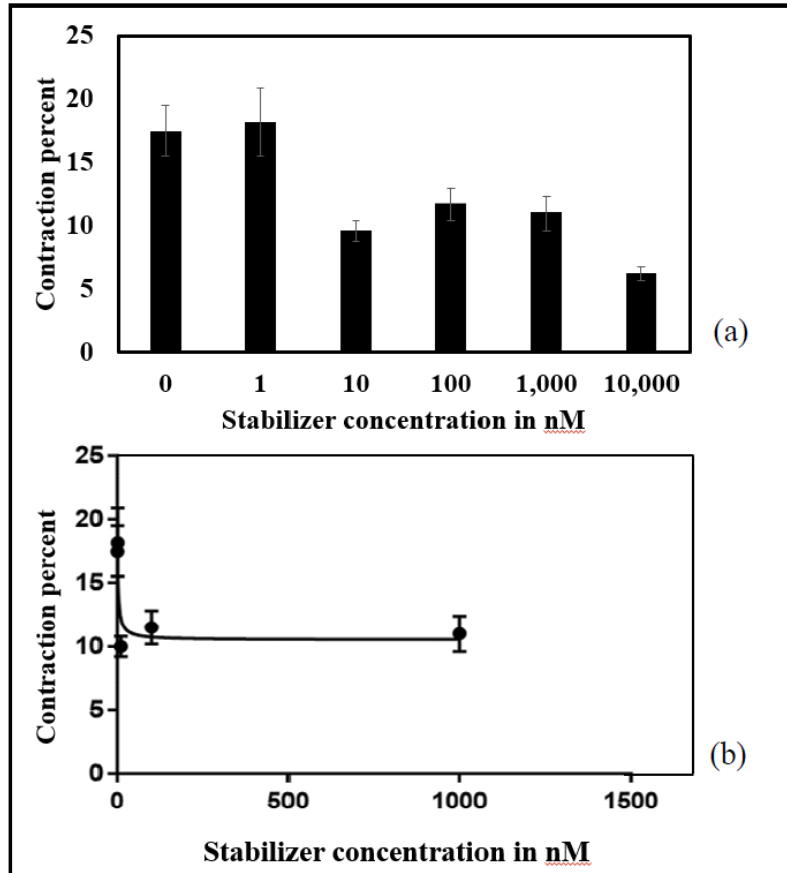 25
20
15
10
5
0
Contraction percent
0 1 10 100 1,000 10,000
Stabilizer concentration in nM
(a)
25
20
15
10
5
0
Contraction percent
0 500 1000 1500
Stabilizer concentration in nM
(b)